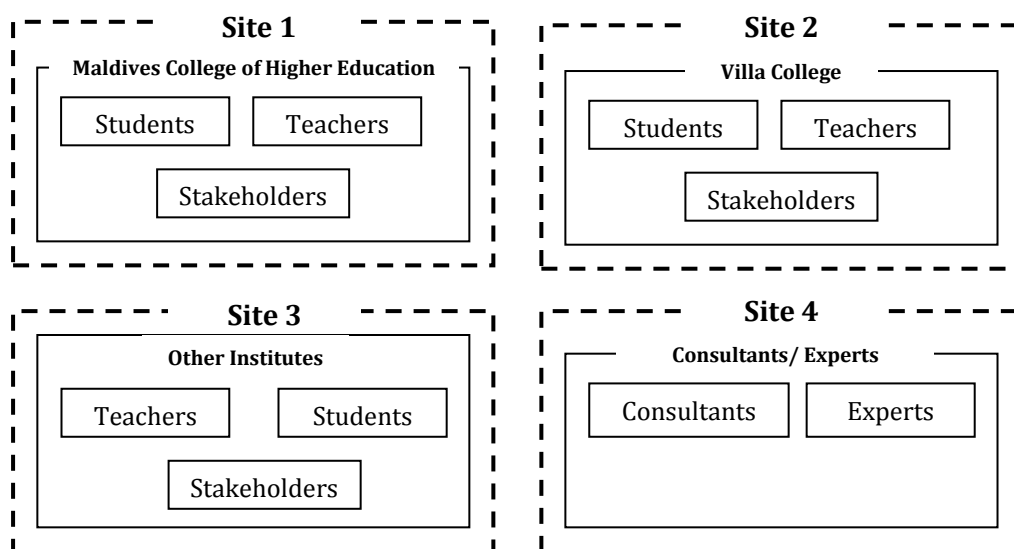 Site 1
Maldives College of Higher Education
Students Teachers
Stakeholders
Site 2
Villa College
Students Teachers
Stakeholders
Site 3
Other Institutes
Teachers Students
Stakeholders
Site 4
Consultants/ Experts
Consultants Experts